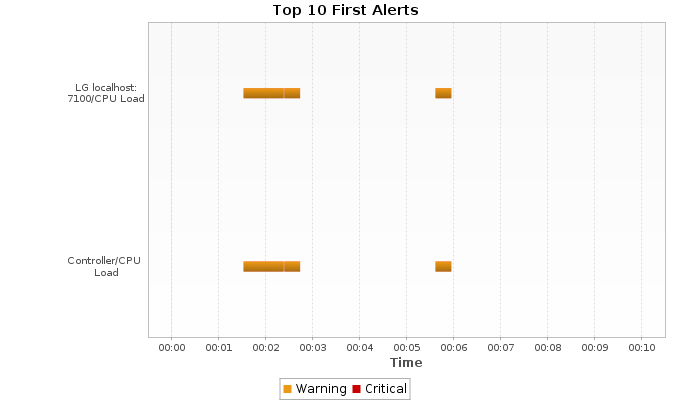 Top 10 First Alerts
LG localhost:
7100/CPU Load
Controller/CPU
Load
00:00 00:01 00:02 00:03 00:04 00:05 00:06 00:07 00:08 00:09 00:10
Time
Warning Critical